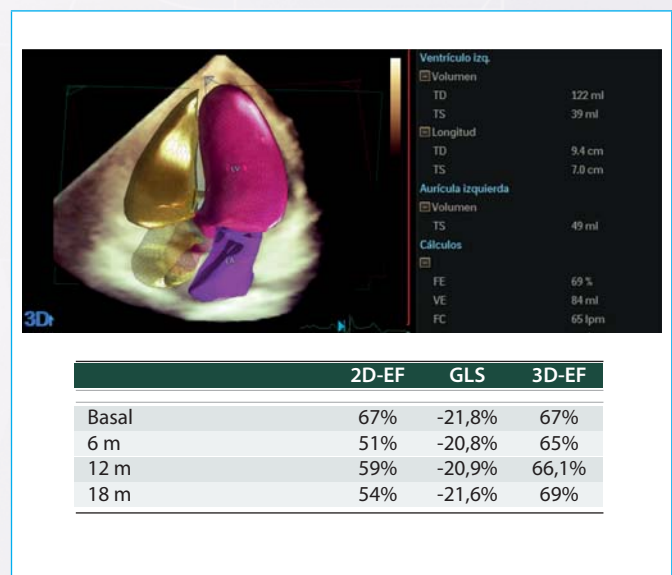 Ventrículo izq.
Volumen
TD 122 ml
TS 39 ml
Longitud
TD 9.4 cm
TS 7.0 cm
Aurícula izquierda
Volumen
TS 49 ml
Cálculos
FE 69 %
VE 84 ml
FC 65 lpm
LV
LA
3D
2D-EF GLS 3D-EF
Basal 67% -21,8% 67%
6 m 51% -20,8% 65%
12 m 59% -20,9% 66,1%
18 m 54% -21,6% 69%